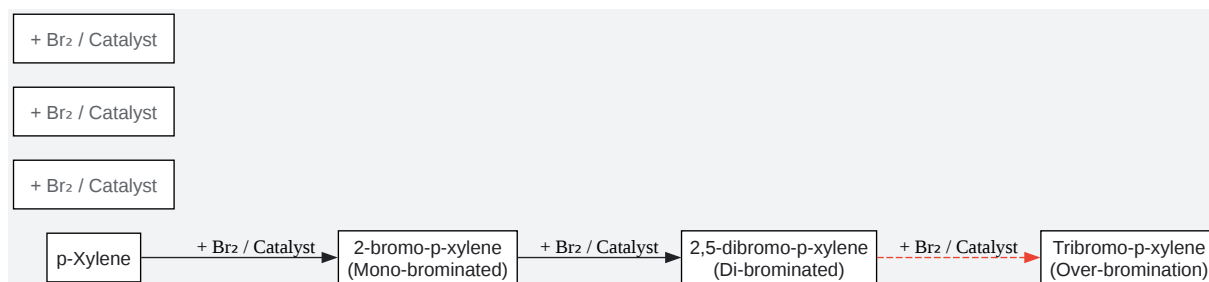 + Br₂ / Catalyst
+ Br₂ / Catalyst
+ Br₂ / Catalyst
p-Xylene
+ Br₂ / Catalyst
2-bromo-p-xylene
(Mono-brominated)
+ Br₂ / Catalyst
2,5-dibromo-p-xylene
(Di-brominated)
+ Br₂ / Catalyst
Tribromo-p-xylene
(Over-bromination)